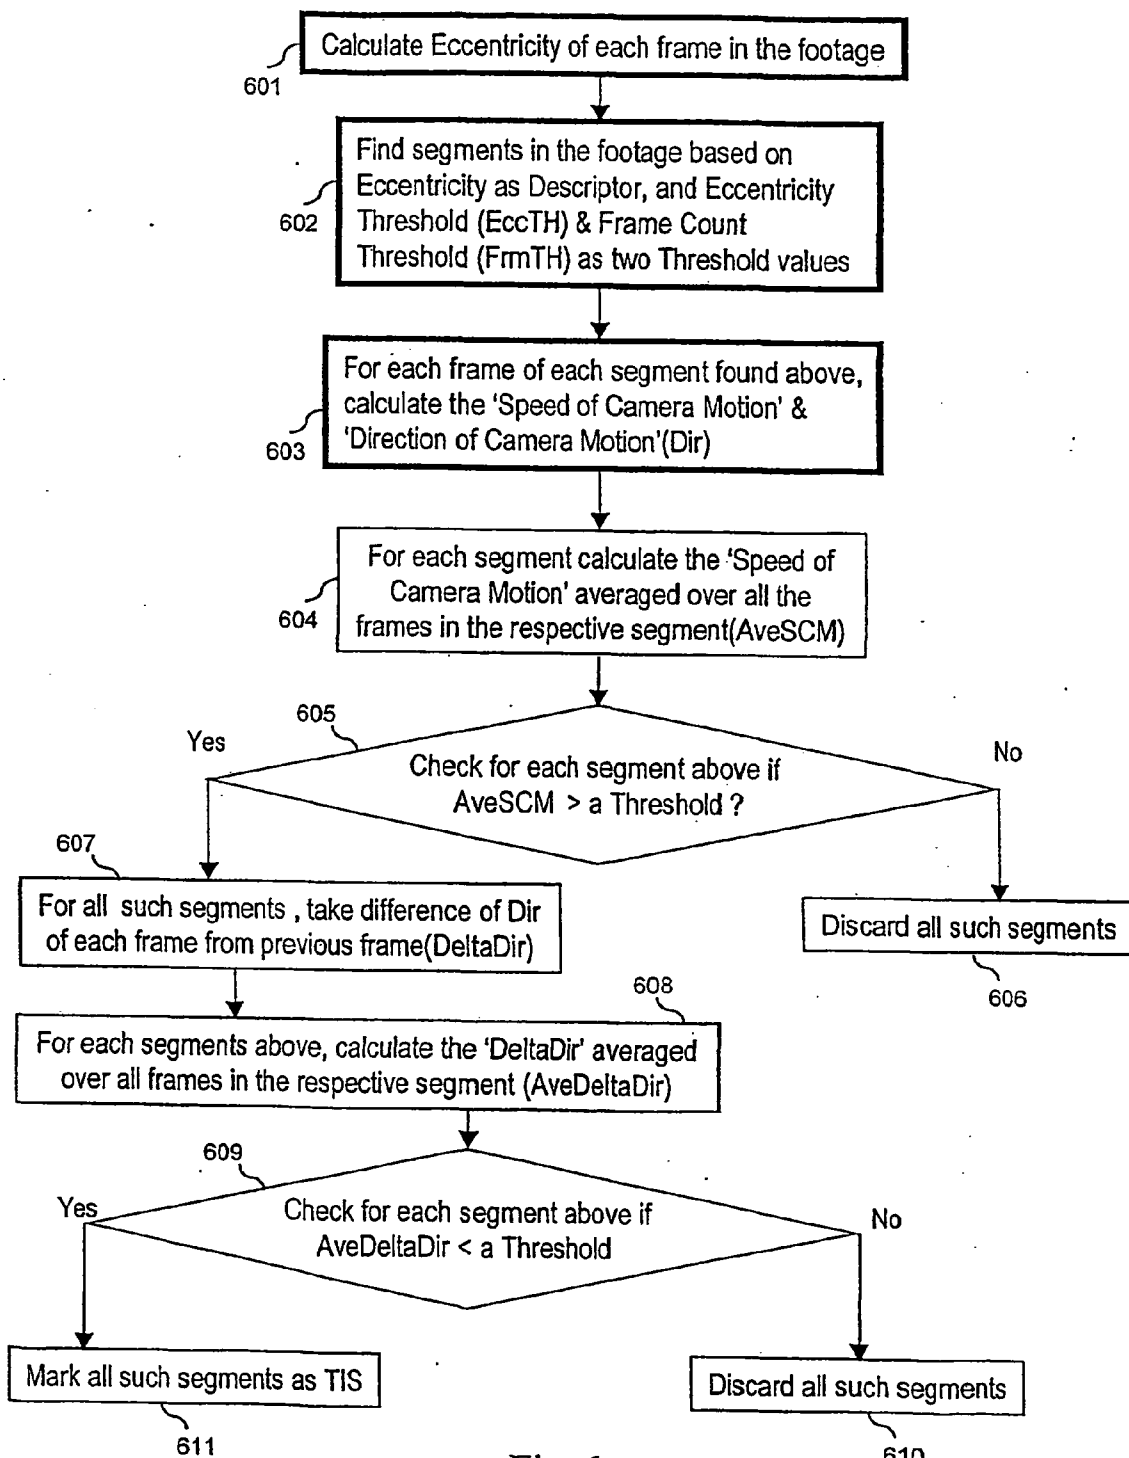 Calculate Eccentricity of each frame in the footage
601
Find segments in the footage based on
Eccentricity as Descriptor, and Eccentricity
Threshold (EccTH) & Frame Count
Threshold (FrmTH) as two Threshold values
602
For each frame of each segment found above,
calculate the ‘Speed of Camera Motion’ &
‘Direction of Camera Motion’(Dir)
603
For each segment calculate the ‘Speed of
Camera Motion’ averaged over all the
frames in the respective segment(AveSCM)
604
605
Yes
No
Check for each segment above if
AveSCM > a Threshold ?
607
For all such segments , take difference of Dir
of each frame from previous frame(DeltaDir)
Discard all such segments
606
608
For each segments above, calculate the ‘DeltaDir’ averaged
over all frames in the respective segment (AveDeltaDir)
609
Yes
No
Check for each segment above if
AveDeltaDir < a Threshold
Mark all such segments as TIS
611
Discard all such segments
610